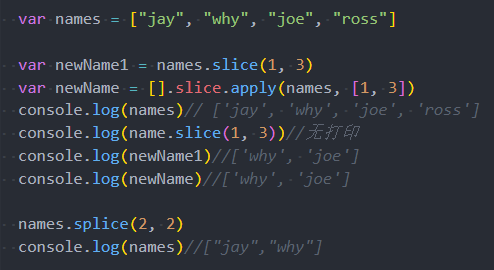 var names = ["jay", "why", "joe", "ross"]
var newName1 = names.slice(1, 3)
var newName = [].slice.apply(names, [1, 3])
console.log(names)// ['jay', 'why', 'joe', 'ross']
console.log(name.slice(1, 3))//无打印
console.log(newName1)//['why', 'joe']
console.log(newName)//['why', 'joe']
names.splice(2, 2)
console.log(names)//["jay","why"]